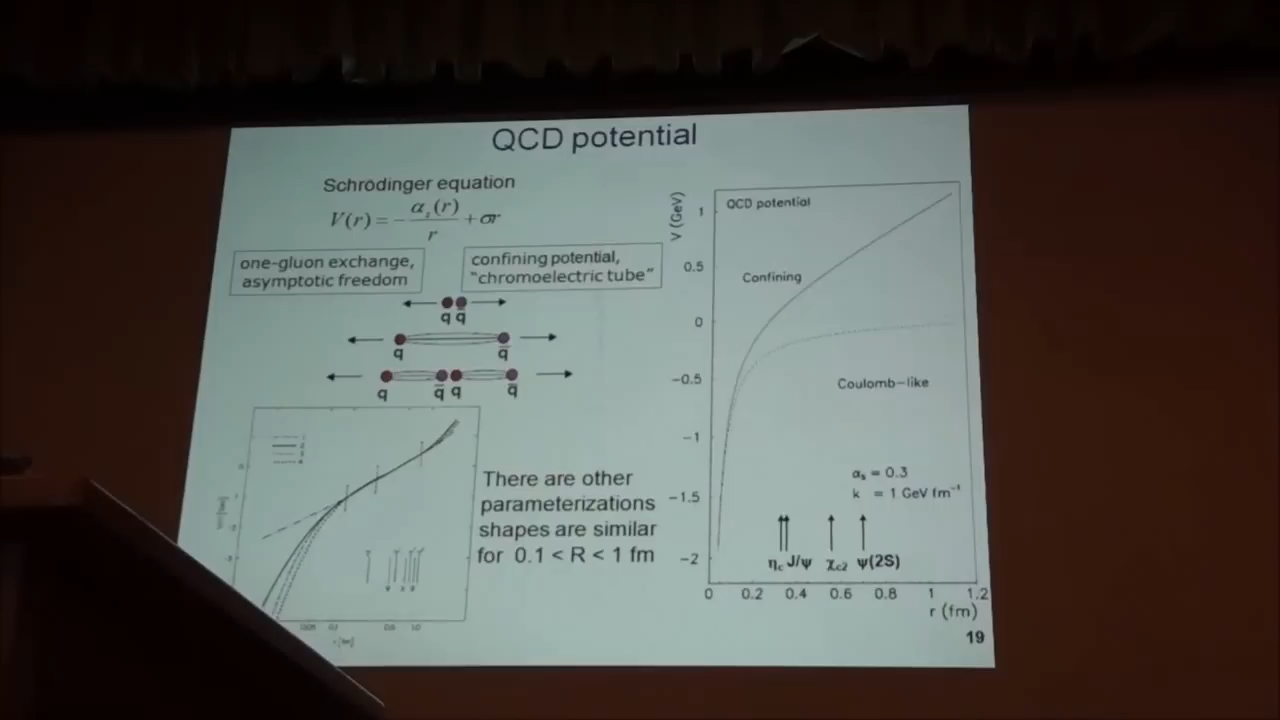 QCD potential
Schrödinger equation
V(r) = - α_s(r) / r + σr
one-gluon exchange,
asymptotic freedom
confining potential,
"chromoelectric tube"
q q̄
q q̄
q q̄ q q̄
There are other
parameterizations
shapes are similar
for 0.1 < R < 1 fm
V (GeV)
QCD potential
Confining
Coulomb-like
αs = 0.3
k = 1 GeV fm⁻¹
ηc J/ψ χc2 ψ(2S)
1
0.5
0
−0.5
−1
−1.5
−2
0 0.2 0.4 0.6 0.8 1 1.2
r (fm)
19